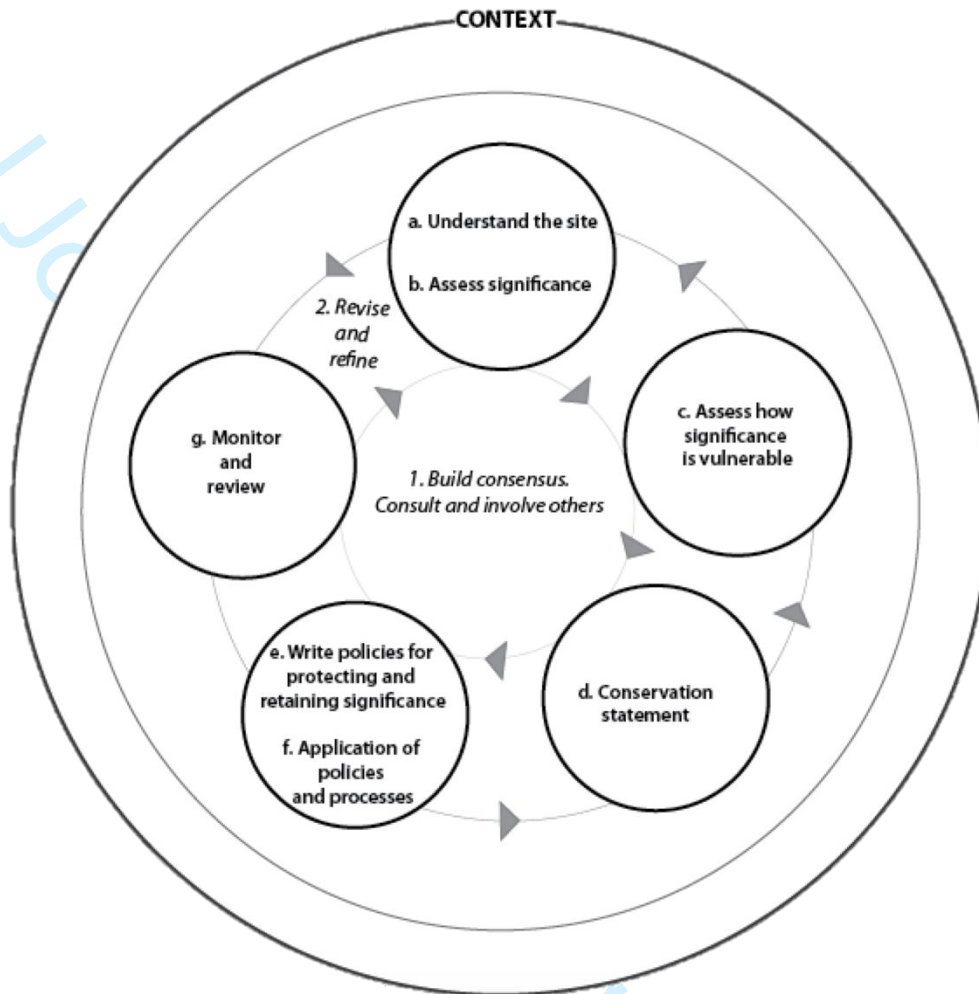 CONTEXT
a. Understand the site
b. Assess significance
2. Revise
and
refine
c. Assess how
significance
is vulnerable
g. Monitor
and
review
1. Build consensus.
Consult and involve others
e. Write policies for
protecting and
retaining significance
f. Application of
policies
and processes
d. Conservation
statement